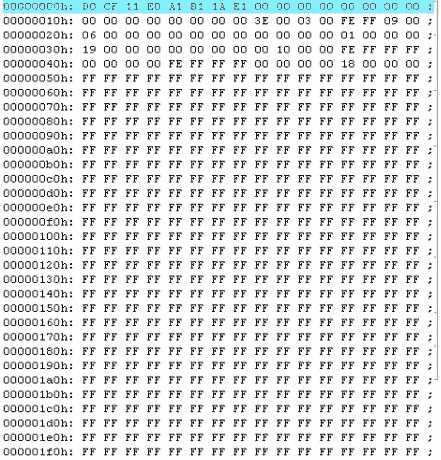 00000000h: D0 CF 11 E0 A1 B1 1A E1 00 00 00 00 00 00 00 00 ;
00000010h: 00 00 00 00 00 00 00 00 3E 00 03 00 FE FF 09 00 ;
00000020h: 06 00 00 00 00 00 00 00 00 00 00 00 01 00 00 00 ;
00000030h: 19 00 00 00 00 00 00 00 00 10 00 00 FE FF FF FF ;
00000040h: 00 00 00 00 FE FF FF FF 00 00 00 00 18 00 00 00 ;
00000050h: FF FF FF FF FF FF FF FF FF FF FF FF FF FF FF FF ;
00000060h: FF FF FF FF FF FF FF FF FF FF FF FF FF FF FF FF ;
00000070h: FF FF FF FF FF FF FF FF FF FF FF FF FF FF FF FF ;
00000080h: FF FF FF FF FF FF FF FF FF FF FF FF FF FF FF FF ;
00000090h: FF FF FF FF FF FF FF FF FF FF FF FF FF FF FF FF ;
000000a0h: FF FF FF FF FF FF FF FF FF FF FF FF FF FF FF FF ;
000000b0h: FF FF FF FF FF FF FF FF FF FF FF FF FF FF FF FF ;
000000c0h: FF FF FF FF FF FF FF FF FF FF FF FF FF FF FF FF ;
000000d0h: FF FF FF FF FF FF FF FF FF FF FF FF FF FF FF FF ;
000000e0h: FF FF FF FF FF FF FF FF FF FF FF FF FF FF FF FF ;
000000f0h: FF FF FF FF FF FF FF FF FF FF FF FF FF FF FF FF ;
00000100h: FF FF FF FF FF FF FF FF FF FF FF FF FF FF FF FF ;
00000110h: FF FF FF FF FF FF FF FF FF FF FF FF FF FF FF FF ;
00000120h: FF FF FF FF FF FF FF FF FF FF FF FF FF FF FF FF ;
00000130h: FF FF FF FF FF FF FF FF FF FF FF FF FF FF FF FF ;
00000140h: FF FF FF FF FF FF FF FF FF FF FF FF FF FF FF FF ;
00000150h: FF FF FF FF FF FF FF FF FF FF FF FF FF FF FF FF ;
00000160h: FF FF FF FF FF FF FF FF FF FF FF FF FF FF FF FF ;
00000170h: FF FF FF FF FF FF FF FF FF FF FF FF FF FF FF FF ;
00000180h: FF FF FF FF FF FF FF FF FF FF FF FF FF FF FF FF ;
00000190h: FF FF FF FF FF FF FF FF FF FF FF FF FF FF FF FF ;
000001a0h: FF FF FF FF FF FF FF FF FF FF FF FF FF FF FF FF ;
000001b0h: FF FF FF FF FF FF FF FF FF FF FF FF FF FF FF FF ;
000001c0h: FF FF FF FF FF FF FF FF FF FF FF FF FF FF FF FF ;
000001d0h: FF FF FF FF FF FF FF FF FF FF FF FF FF FF FF FF ;
000001e0h: FF FF FF FF FF FF FF FF FF FF FF FF FF FF FF FF ;
000001f0h: FF FF FF FF FF FF FF FF FF FF FF FF FF FF FF FF ;